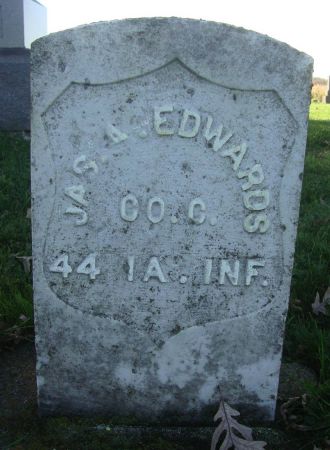 JAS. A. EDWARDS
CO. C.
44 IA. INF.